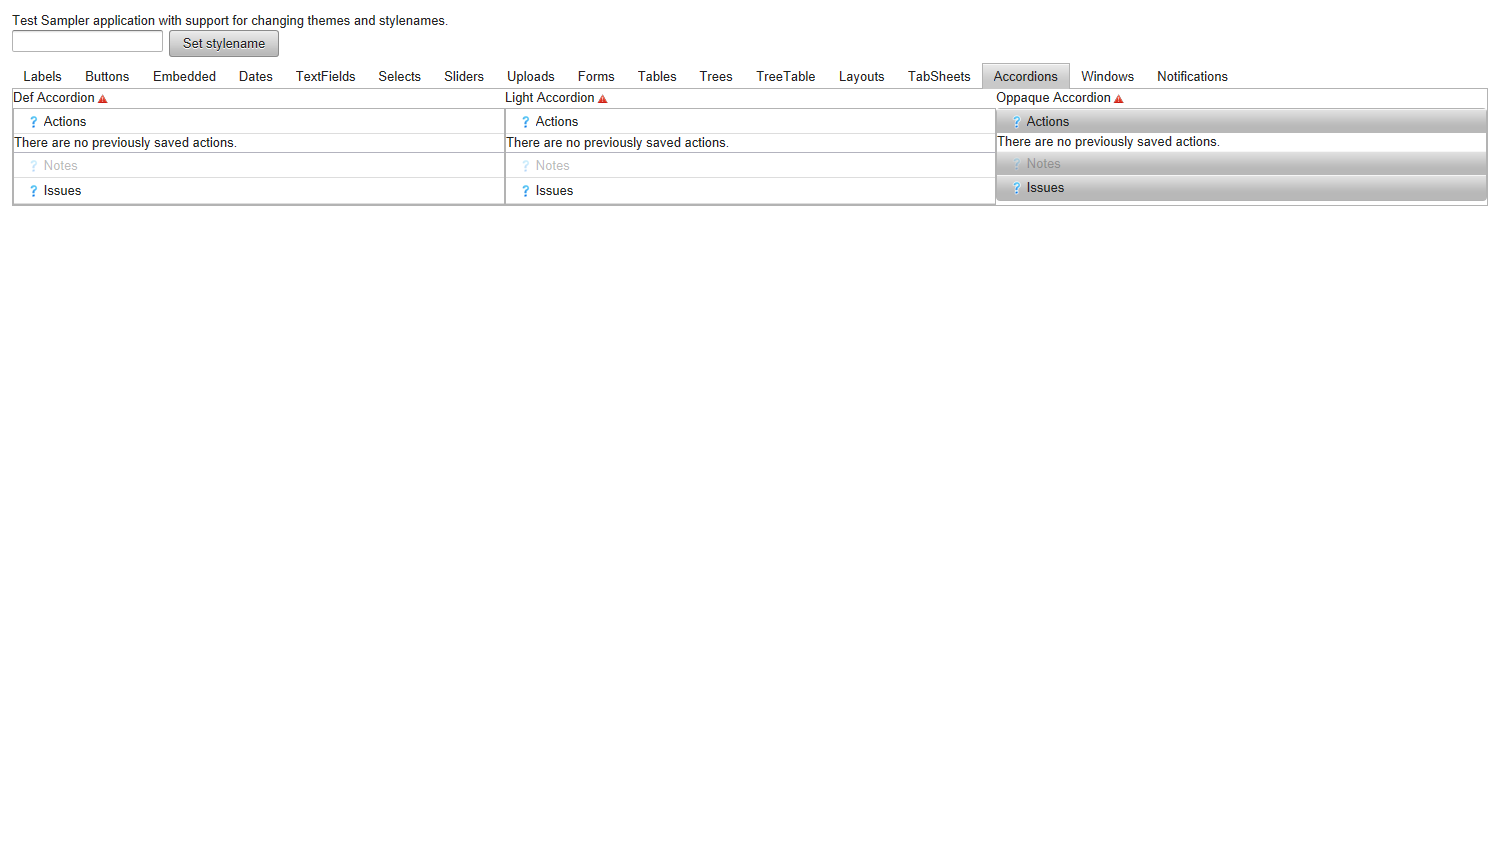 Test Sampler application with support for changing themes and stylenames.
Set stylename
Labels Buttons Embedded Dates TextFields Selects Sliders Uploads Forms Tables Trees TreeTable Layouts TabSheets Accordions Windows Notifications
Def Accordion Light Accordion Oppaque Accordion
? Actions ? Actions ? Actions
There are no previously saved actions. There are no previously saved actions. There are no previously saved actions.
? Notes ? Notes ? Notes
? Issues ? Issues ? Issues